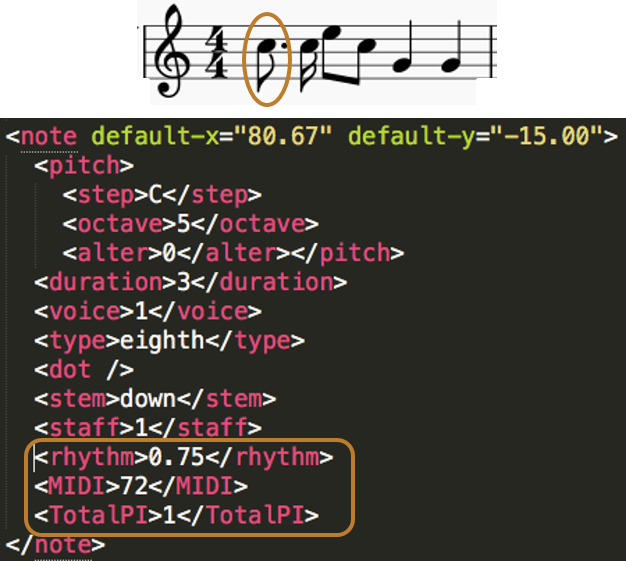 4
4
<note default-x="80.67" default-y="-15.00">
<pitch>
<step>C</step>
<octave>5</octave>
<alter>0</alter></pitch>
<duration>3</duration>
<voice>1</voice>
<type>eighth</type>
<dot />
<stem>down</stem>
<staff>1</staff>
<rhythm>0.75</rhythm>
<MIDI>72</MIDI>
<TotalPI>1</TotalPI>
</note>